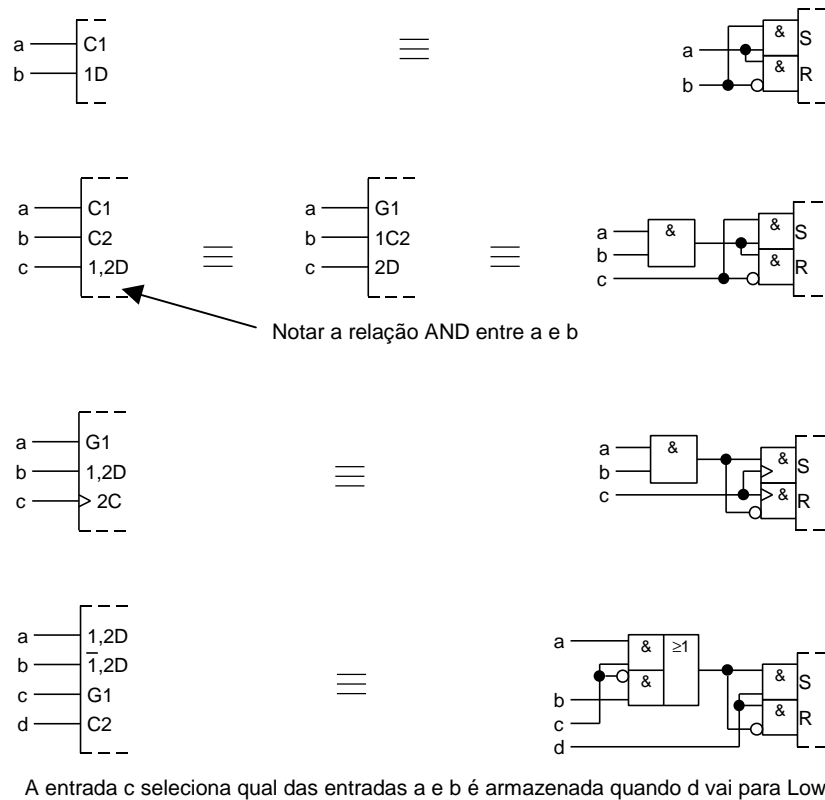 a C1 & S
a
b 1D & R
b
a C1 a G1 a & & S
b C2 b 1C2 b
c 1,2D c 2D c & R
Notar a relação AND entre a e b
a G1 a & & S
b 1,2D b
c 2C c & R
a 1,2D a & ≥1
b 1̅,2D & & S
c G1 b
d C2 c & R
d
A entrada c seleciona qual das entradas a e b é armazenada quando d vai para Low